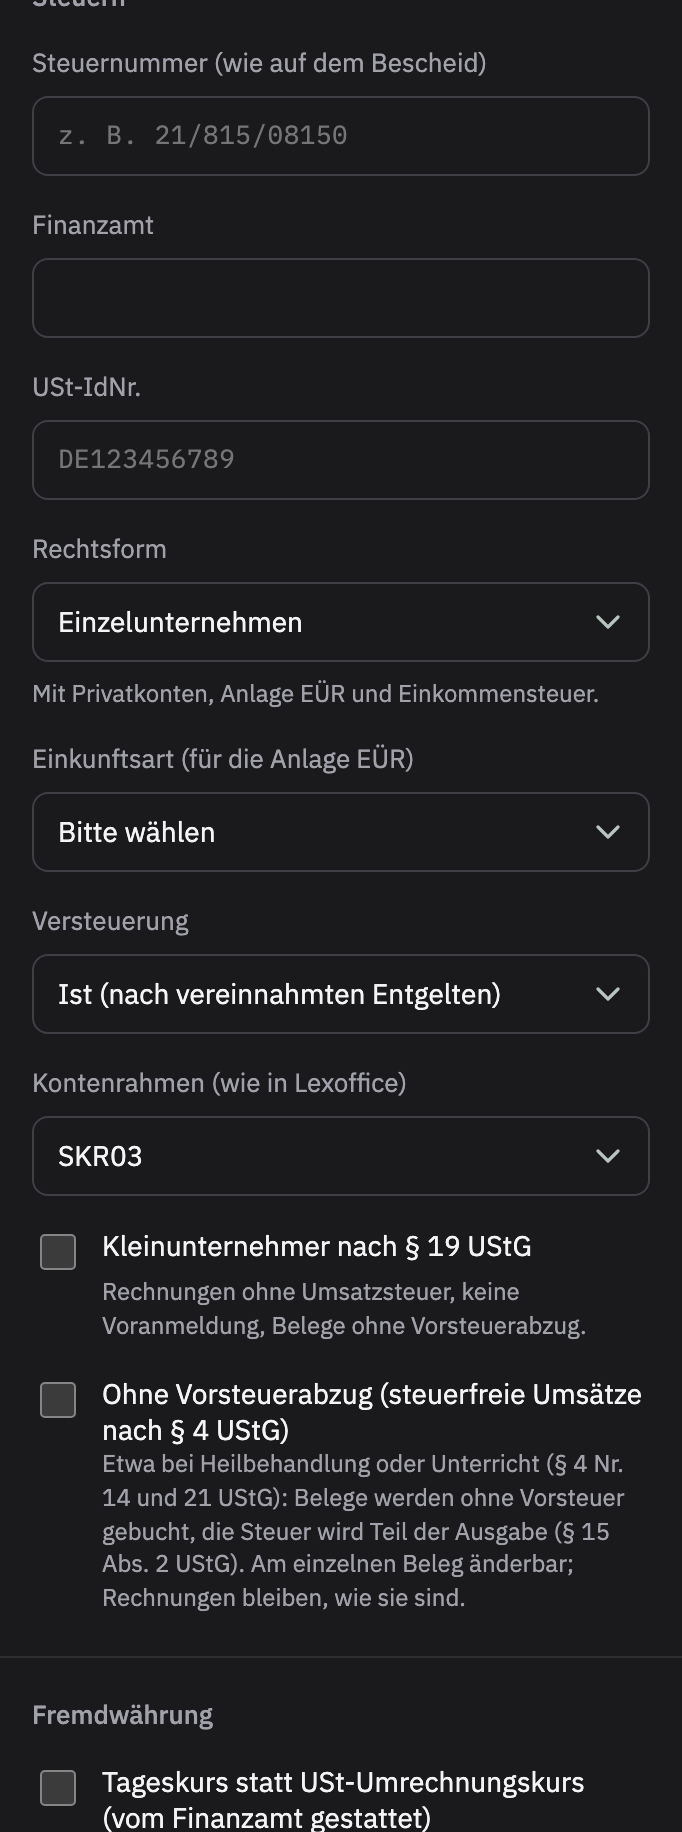 Steuern
Steuernummer (wie auf dem Bescheid)
z. B. 21/815/08150
Finanzamt
USt-IdNr.
DE123456789
Rechtsform
Einzelunternehmen
Mit Privatkonten, Anlage EÜR und Einkommensteuer.
Einkunftsart (für die Anlage EÜR)
Bitte wählen
Versteuerung
Ist (nach vereinnahmten Entgelten)
Kontenrahmen (wie in Lexoffice)
SKR03
Kleinunternehmer nach § 19 UStG
Rechnungen ohne Umsatzsteuer, keine
Voranmeldung, Belege ohne Vorsteuerabzug.
Ohne Vorsteuerabzug (steuerfreie Umsätze
nach § 4 UStG)
Etwa bei Heilbehandlung oder Unterricht (§ 4 Nr.
14 und 21 UStG): Belege werden ohne Vorsteuer
gebucht, die Steuer wird Teil der Ausgabe (§ 15
Abs. 2 UStG). Am einzelnen Beleg änderbar;
Rechnungen bleiben, wie sie sind.
Fremdwährung
Tageskurs statt USt-Umrechnungskurs
(vom Finanzamt gestattet)